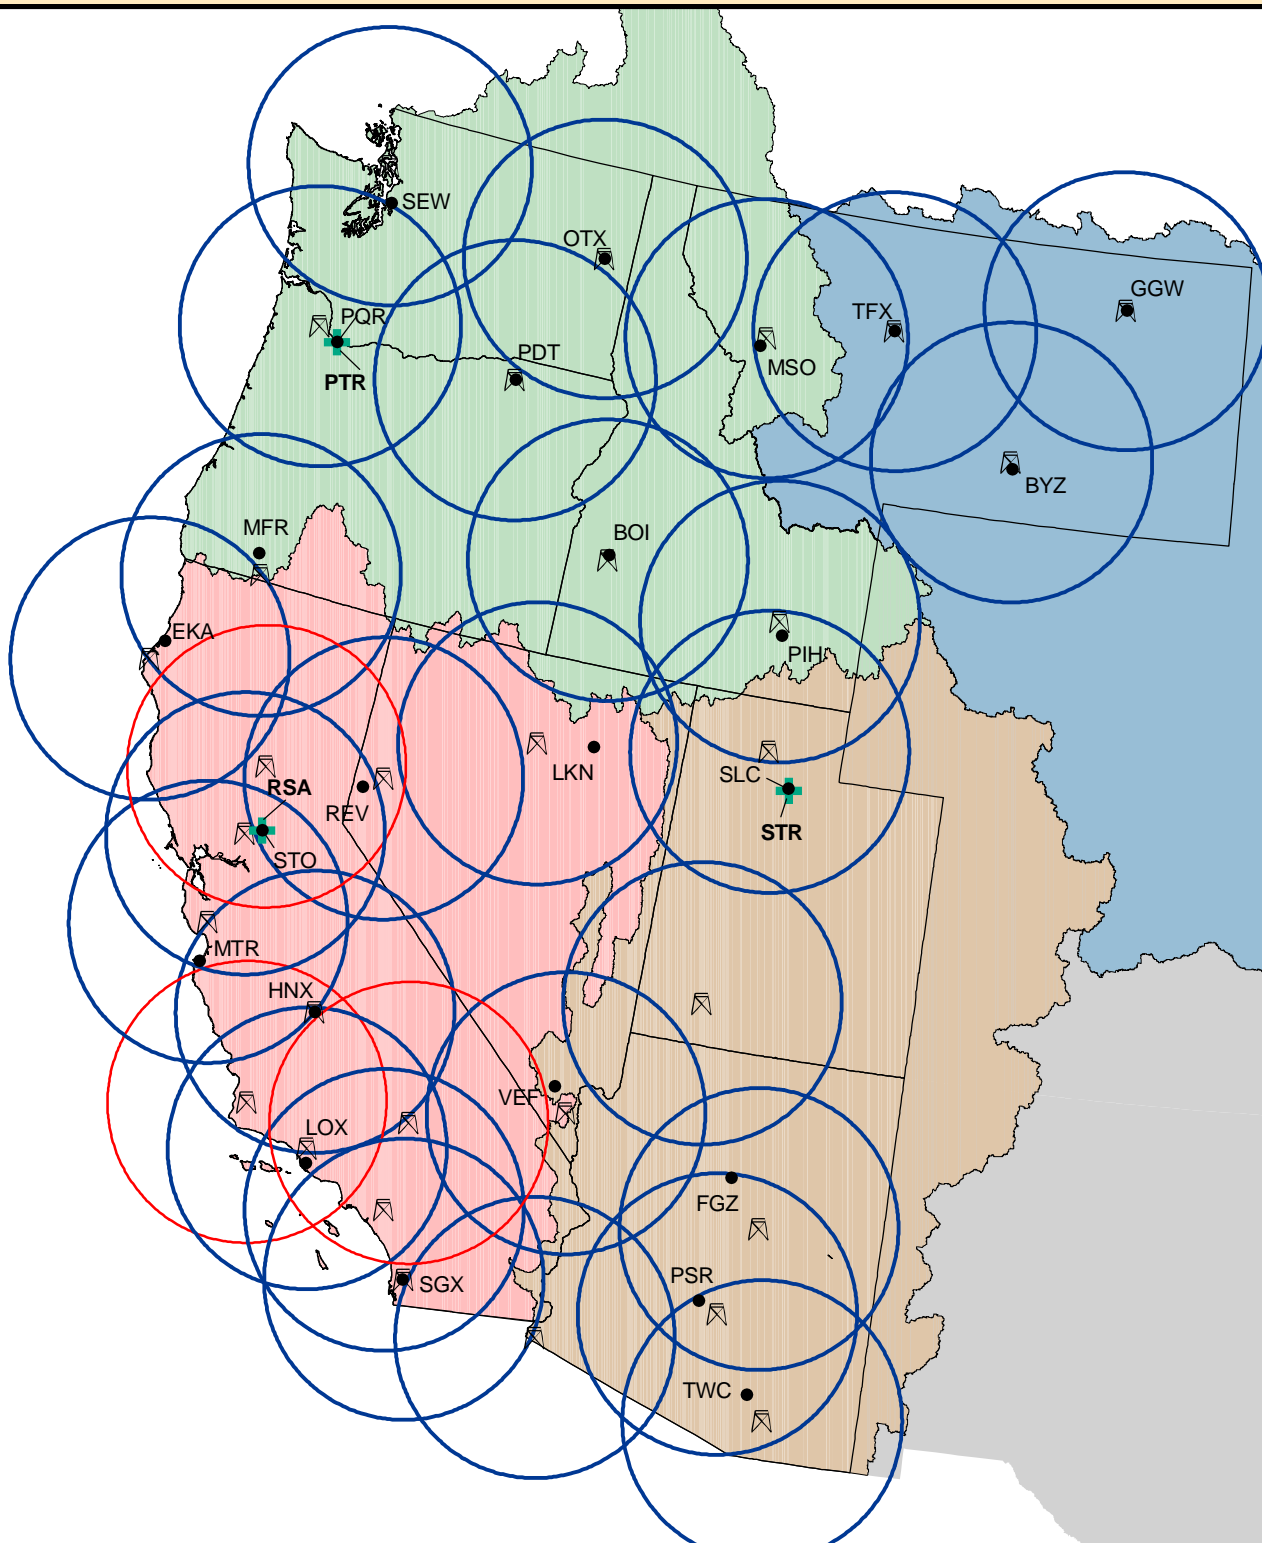 SEW
OTX
GGW
TFX
PQR
PDT
MSO
PTR
BYZ
MFR
BOI
EKA
PIH
LKN
SLC
RSA
REV
STR
STO
MTR
HNX
VEF
LOX
FGZ
PSR
SGX
TWC